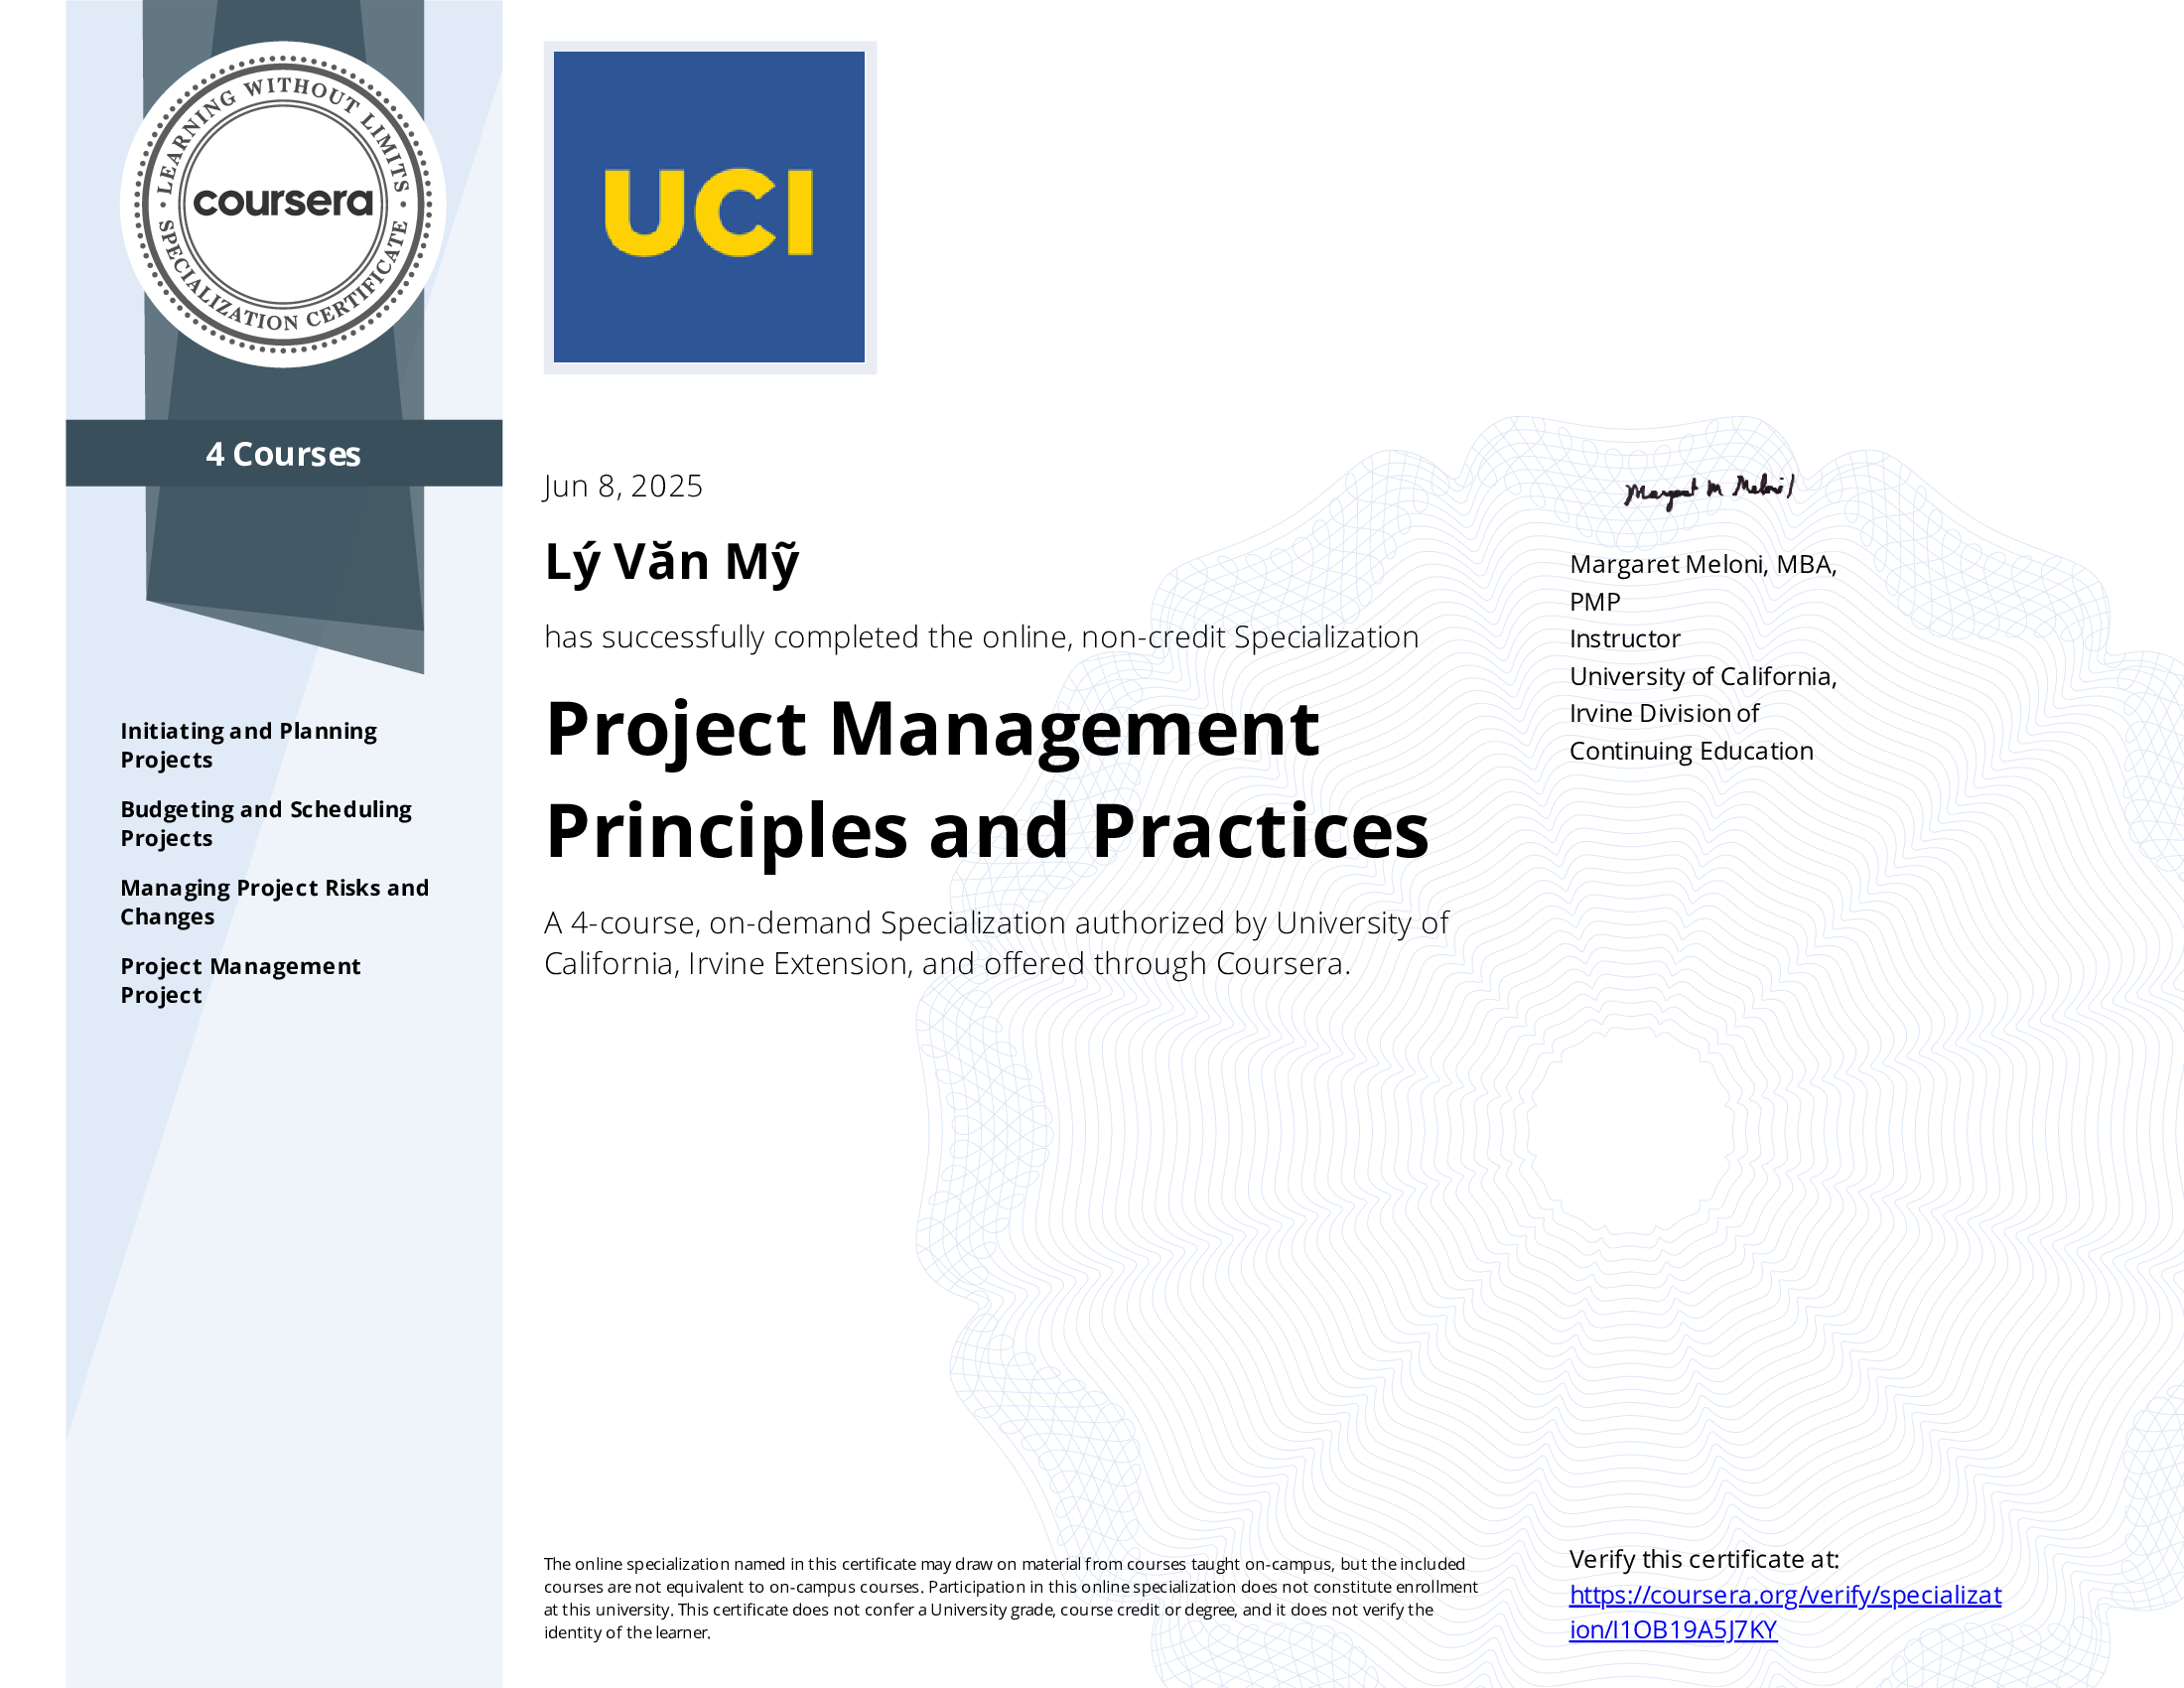 LEARNING WITHOUT LIMITS
coursera
SPECIALIZATION CERTIFICATE
4 Courses
Initiating and Planning
Projects
Budgeting and Scheduling
Projects
Managing Project Risks and
Changes
Project Management
Project
UCI
Jun 8, 2025
Lý Văn Mỹ
has successfully completed the online, non-credit Specialization
Project Management
Principles and Practices
A 4-course, on-demand Specialization authorized by University of
California, Irvine Extension, and offered through Coursera.
Margaret M Meloni
Margaret Meloni, MBA,
PMP
Instructor
University of California,
Irvine Division of
Continuing Education
The online specialization named in this certificate may draw on material from courses taught on-campus, but the included
courses are not equivalent to on-campus courses. Participation in this online specialization does not constitute enrollment
at this university. This certificate does not confer a University grade, course credit or degree, and it does not verify the
identity of the learner.
Verify this certificate at:
https://coursera.org/verify/specializat
ion/I1OB19A5J7KY